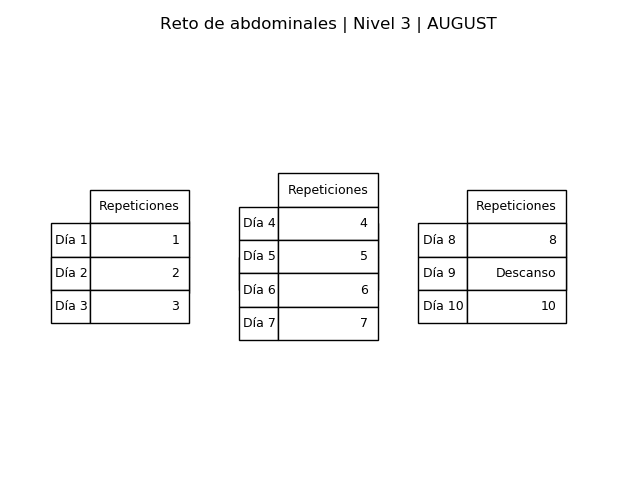 Reto de abdominales | Nivel 3 | AUGUST
Repeticiones
Día 1 1
Día 2 2
Día 3 3
Repeticiones
Día 4 4
Día 5 5
Día 6 6
Día 7 7
Repeticiones
Día 8 8
Día 9 Descanso
Día 10 10